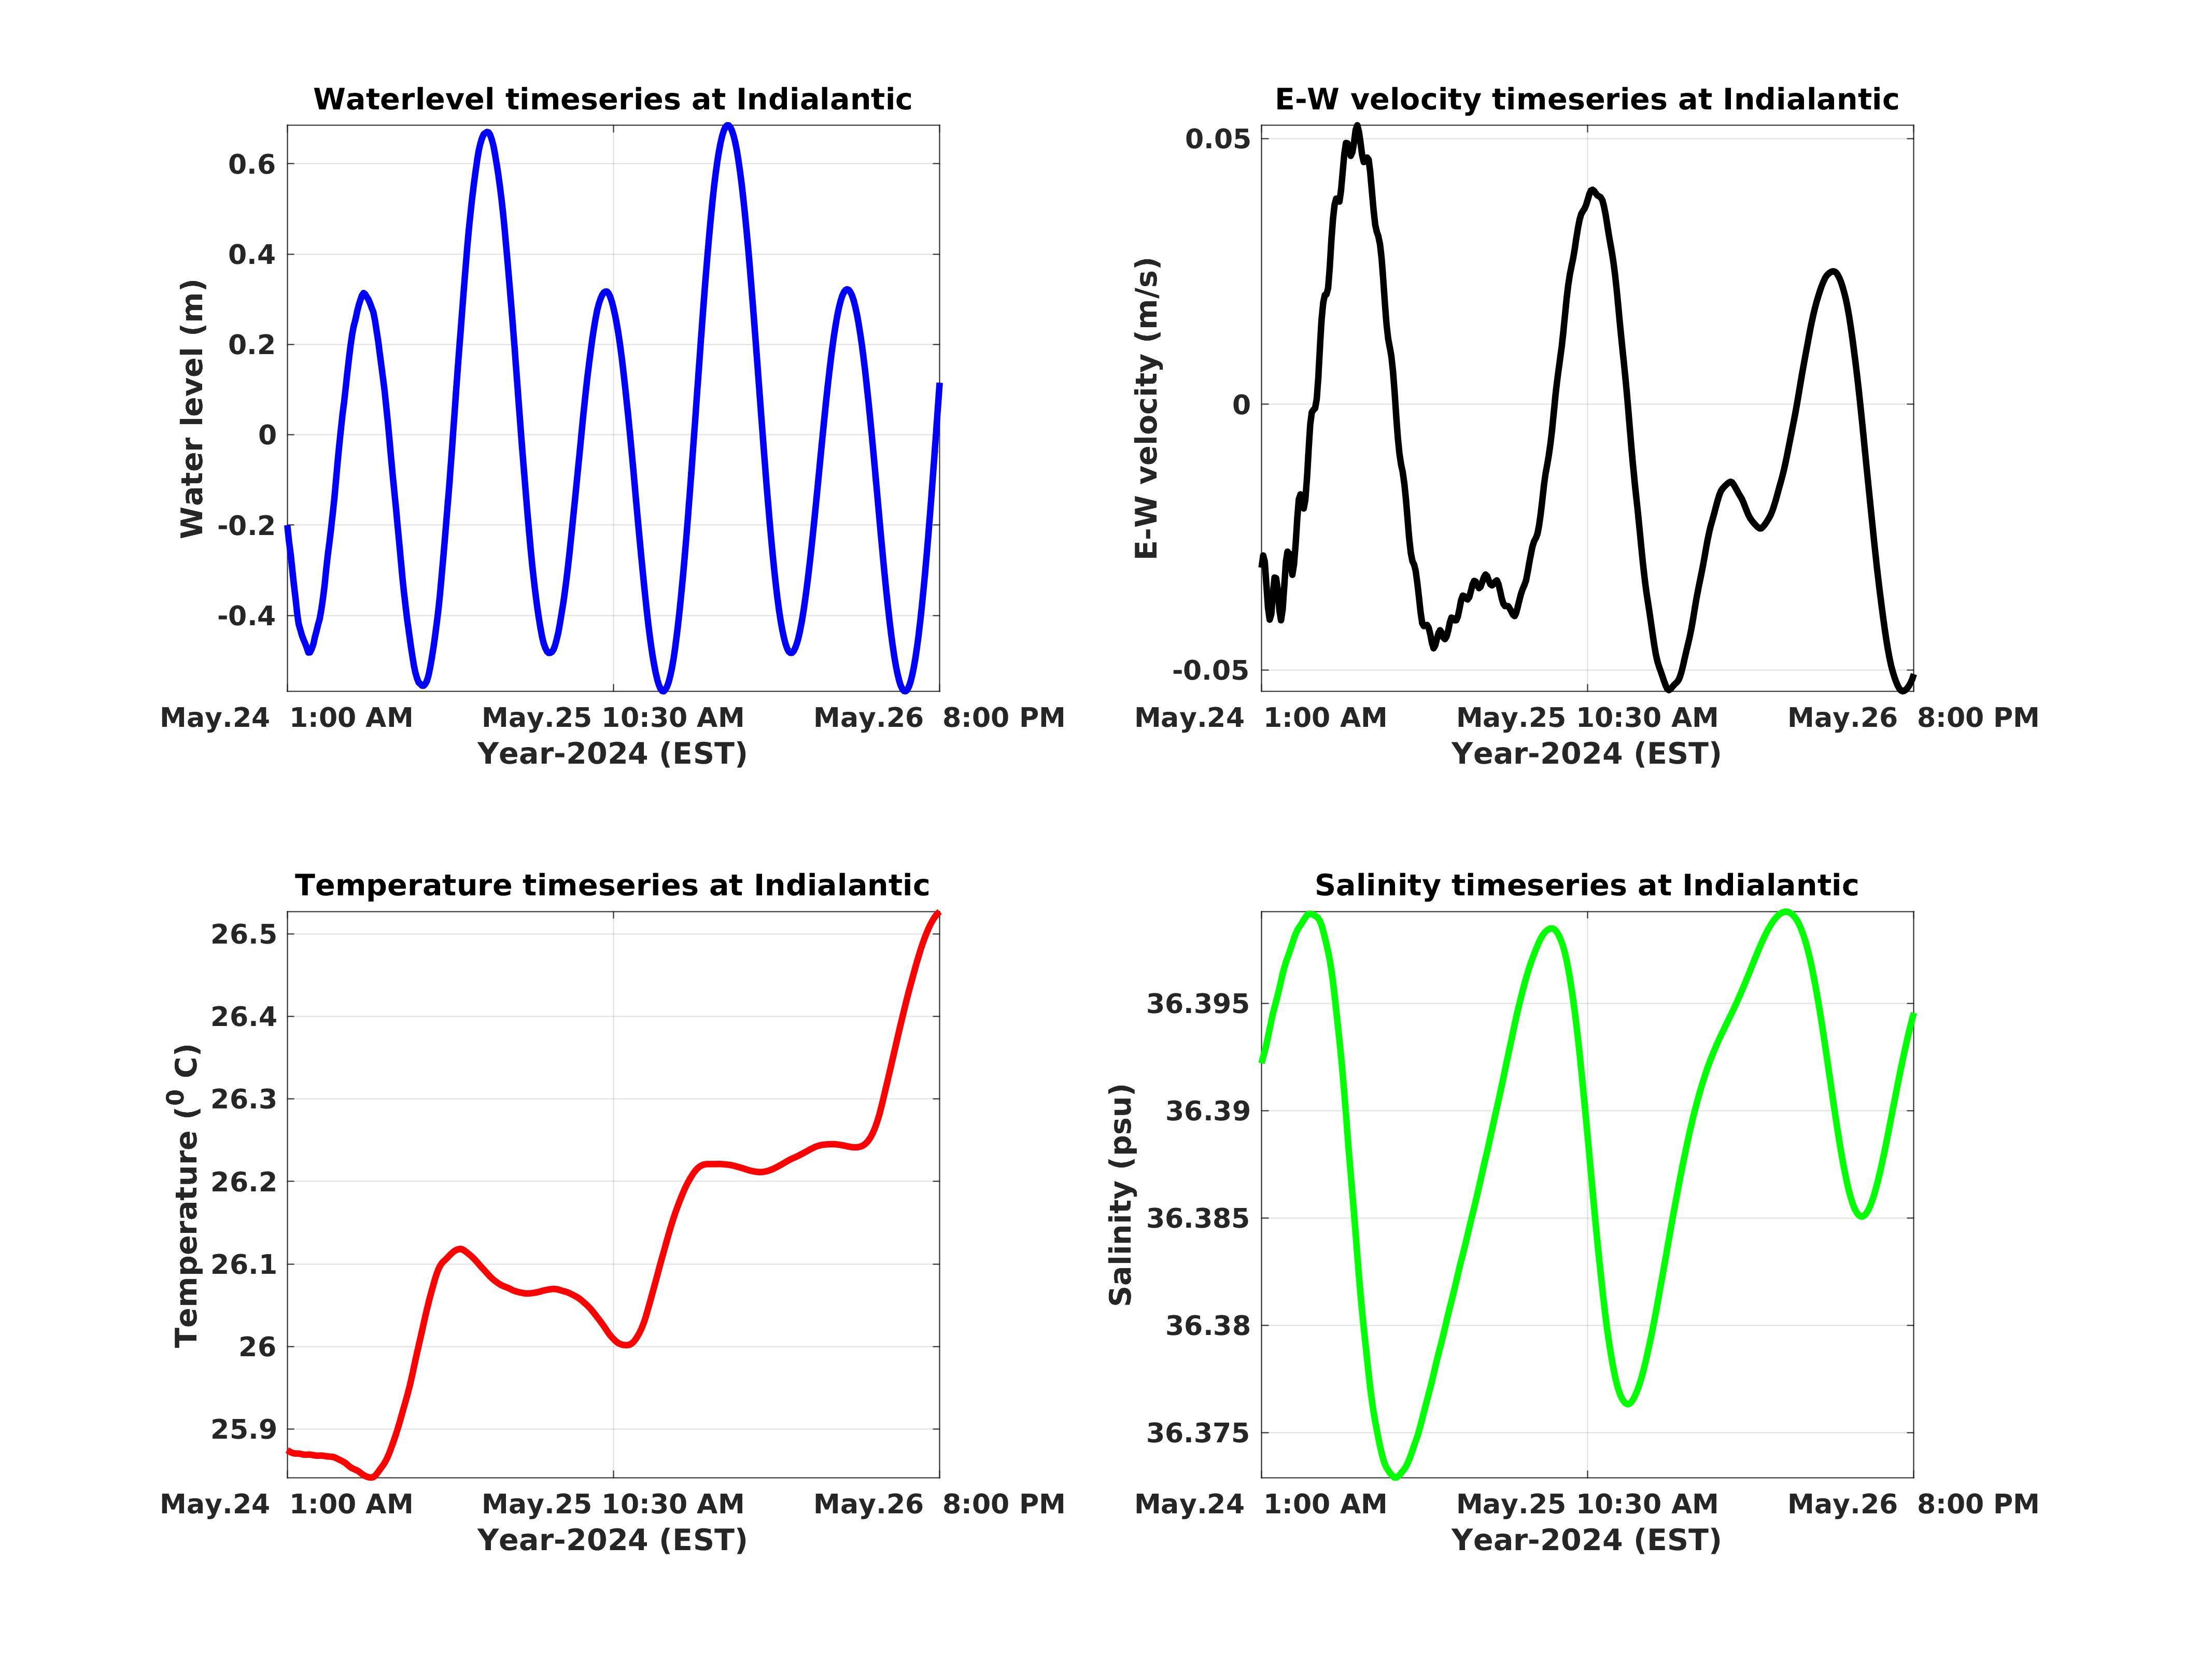 Waterlevel timeseries at Indialantic
0.6
0.4
0.2
0
-0.2
-0.4
Water level (m)
May.24 1:00 AM May.25 10:30 AM May.26 8:00 PM
Year-2024 (EST)
E-W velocity timeseries at Indialantic
0.05
0
-0.05
E-W velocity (m/s)
May.24 1:00 AM May.25 10:30 AM May.26 8:00 PM
Year-2024 (EST)
Temperature timeseries at Indialantic
26.5
26.4
26.3
26.2
26.1
26
25.9
Temperature (⁰ C)
May.24 1:00 AM May.25 10:30 AM May.26 8:00 PM
Year-2024 (EST)
Salinity timeseries at Indialantic
36.395
36.39
36.385
36.38
36.375
Salinity (psu)
May.24 1:00 AM May.25 10:30 AM May.26 8:00 PM
Year-2024 (EST)